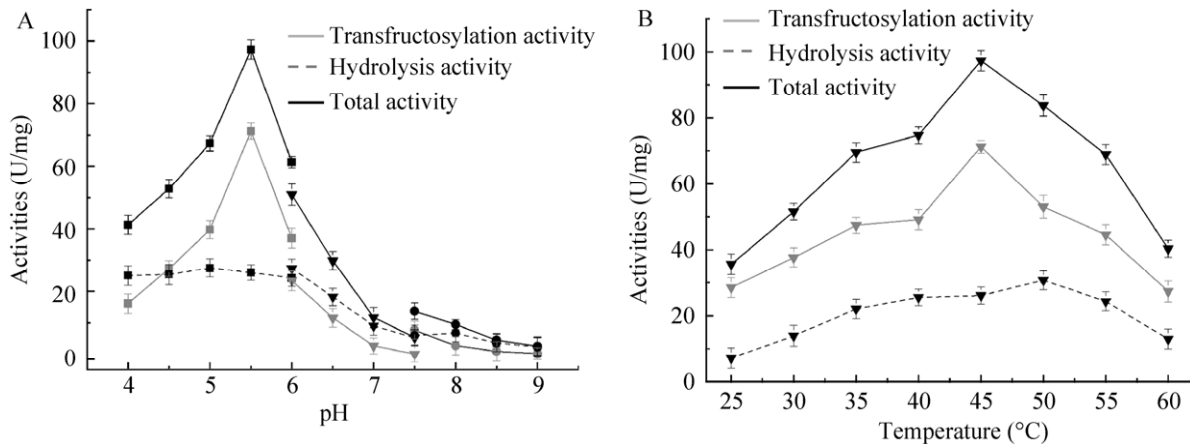 A
Transfructosylation activity
Hydrolysis activity
Total activity
100
80
60
40
20
0
Activities (U/mg)
4 5 6 7 8 9
pH
B
Transfructosylation activity
Hydrolysis activity
Total activity
100
80
60
40
20
0
Activities (U/mg)
25 30 35 40 45 50 55 60
Temperature (°C)